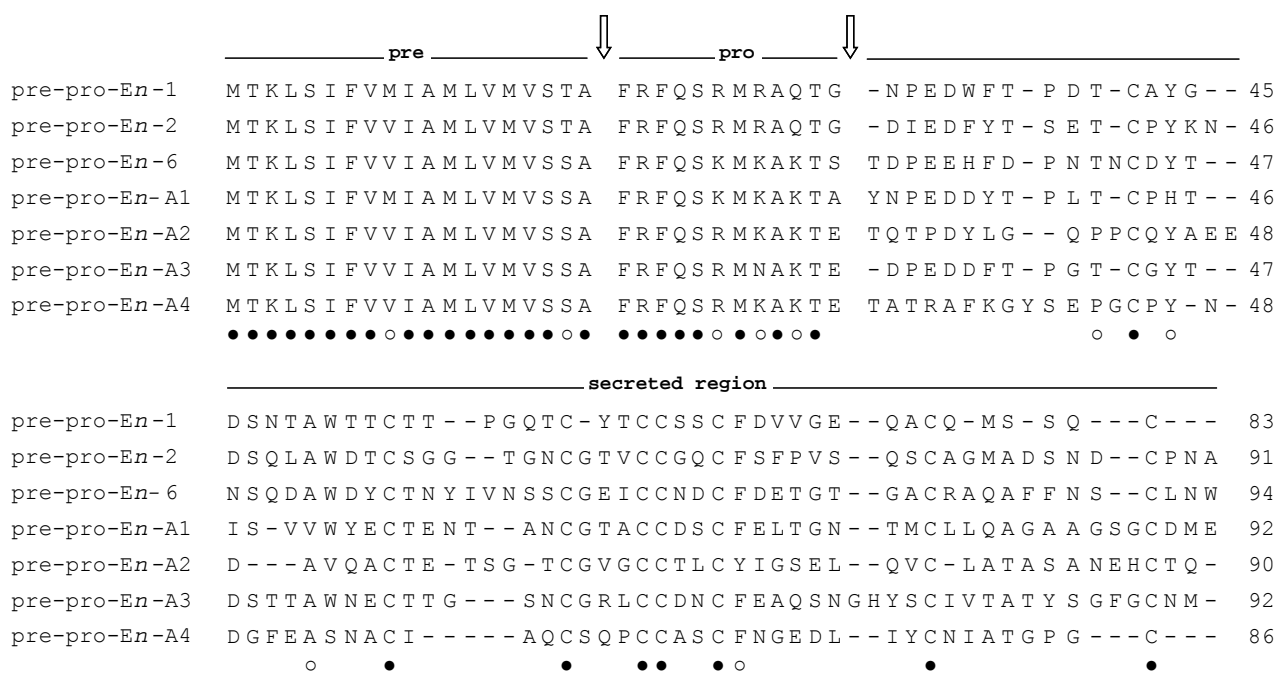 pre pro
pre-pro-En-1 MTKLSIFVMIAMLVMVSTA FRFQSRMRAQTG -NPEDWFT-PDT-CAYG-- 45
pre-pro-En-2 MTKLSIFVVIAMLVMVSTA FRFQSRMRAQTG -DIEDFYT-SET-CPYKN- 46
pre-pro-En-6 MTKLSIFVVIAMLVMVSSA FRFQSKMKAKTS TDPEEHFD-PNTNCDYT-- 47
pre-pro-En-A1 MTKLSIFVMIAMLVMVSSA FRFQSKMKAKTA YNPEDDYT-PLT-CPHT-- 46
pre-pro-En-A2 MTKLSIFVVIAMLVMVSSA FRFQSRMKAKTE TQTPDYLG--QPPCQYAEE 48
pre-pro-En-A3 MTKLSIFVVIAMLVMVSSA FRFQSRMNAKTE -DPEDDFT-PGT-CGYT-- 47
pre-pro-En-A4 MTKLSIFVVIAMLVMVSSA FRFQSRMKAKTE TATRAFKGYSEPGCPY-N- 48
secreted region
pre-pro-En-1 DSNTAWTTCTT--PGQTC-YTCCSSCFDVVGE--QACQ-MS-SQ---C--- 83
pre-pro-En-2 DSQLAWDTCSGG--TGNCGTVCCGQCFSFPVS--QSCAGMADSND--CPNA 91
pre-pro-En-6 NSQDAWDYCTNYIVNSSCGEICCNDCFDETGT--GACRAQAFFNS--CLNW 94
pre-pro-En-A1 IS-VVWYECTENT--ANCGTACCDSCFELTGN--TMCLLQAGAAGSGCDME 92
pre-pro-En-A2 D---AVQACTE-TSG-TCGVGCCTLCYIGSEL--QVC-LATASANEHCTQ- 90
pre-pro-En-A3 DSTTAWNECTTG---SNCGRLCCDNCFEAQSNGHYSCIVTATYSGFGCNM- 92
pre-pro-En-A4 DGFEASNACI-----AQCSQPCCASCFNGEDL--IYCNIATGPG---C--- 86